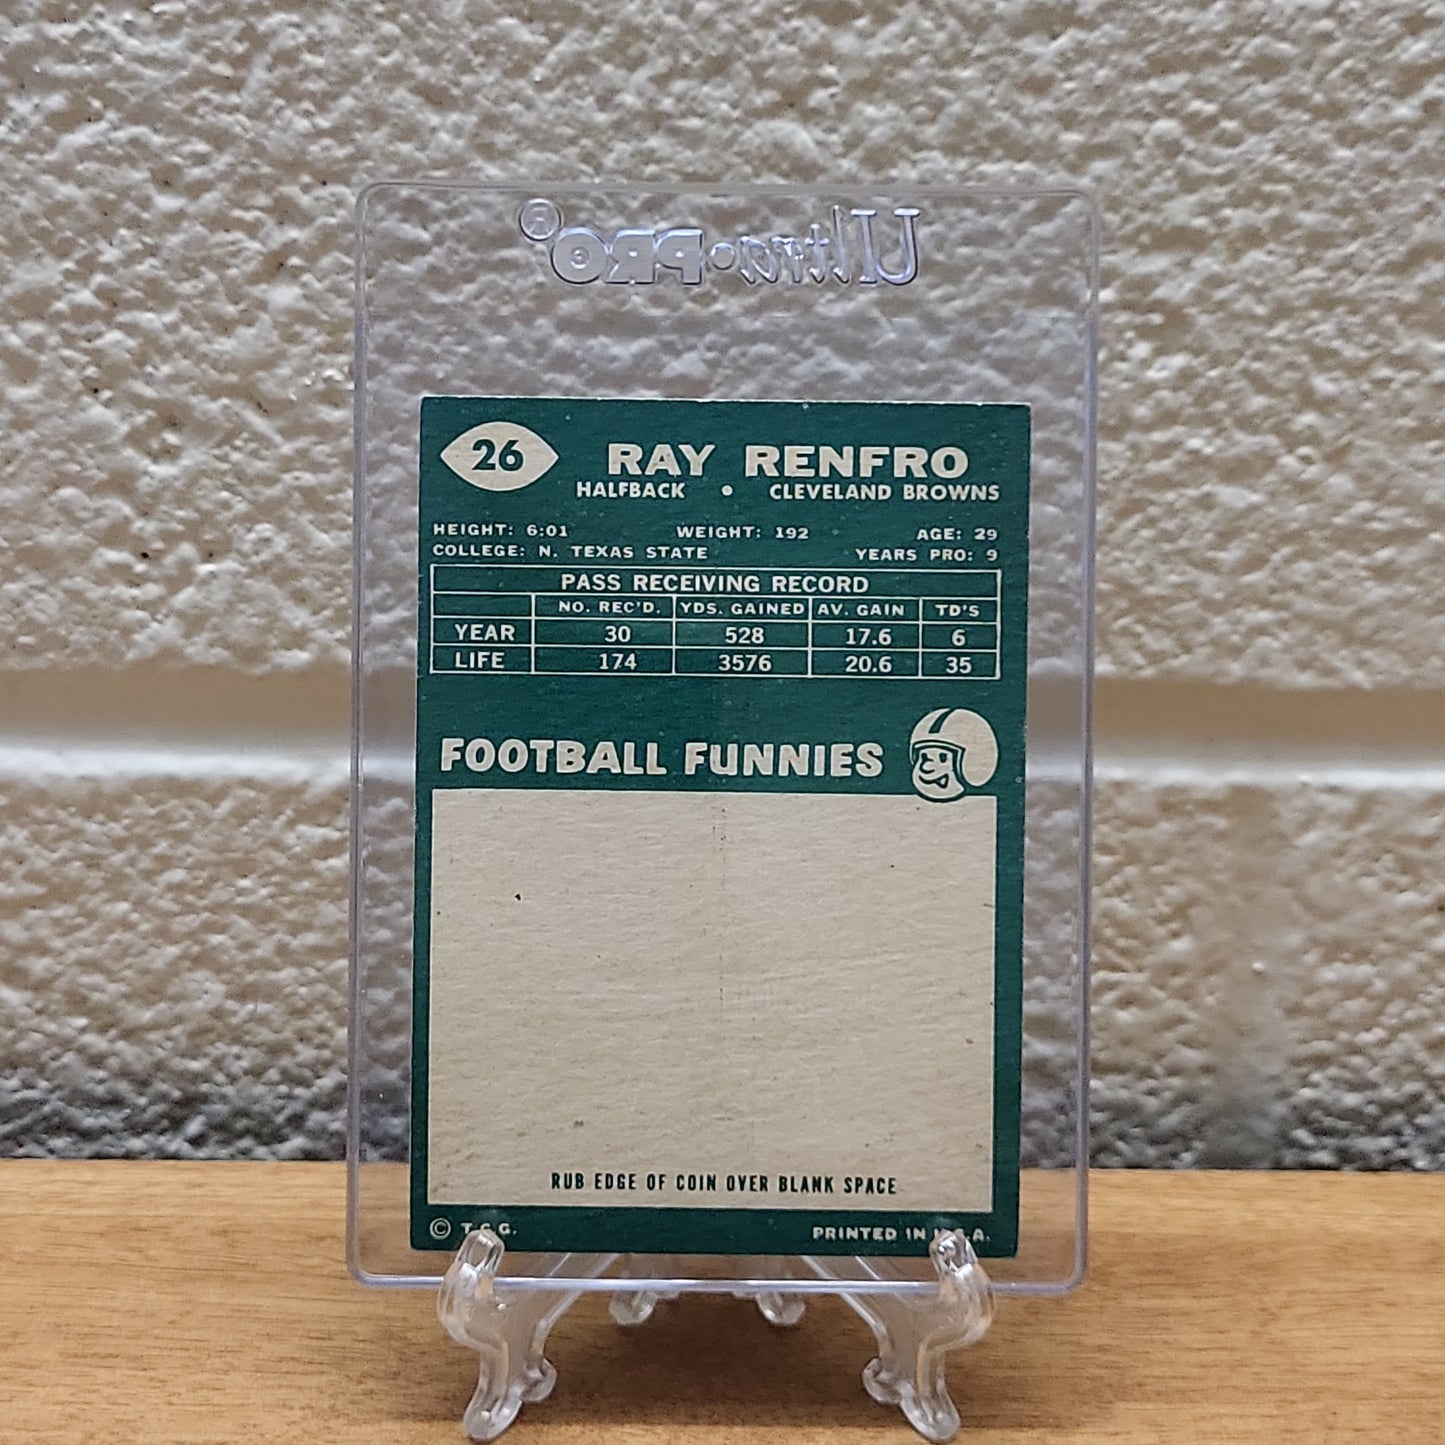 Ultra•PRO®
26
RAY RENFRO
HALFBACK • CLEVELAND BROWNS
HEIGHT: 6:01 WEIGHT: 192 AGE: 29
COLLEGE: N. TEXAS STATE YEARS PRO: 9
PASS RECEIVING RECORD
NO. REC'D. YDS. GAINED AV. GAIN TD'S
YEAR 30 528 17.6 6
LIFE 174 3576 20.6 35
FOOTBALL FUNNIES
RUB EDGE OF COIN OVER BLANK SPACE
© T.C.G. PRINTED IN U.S.A.